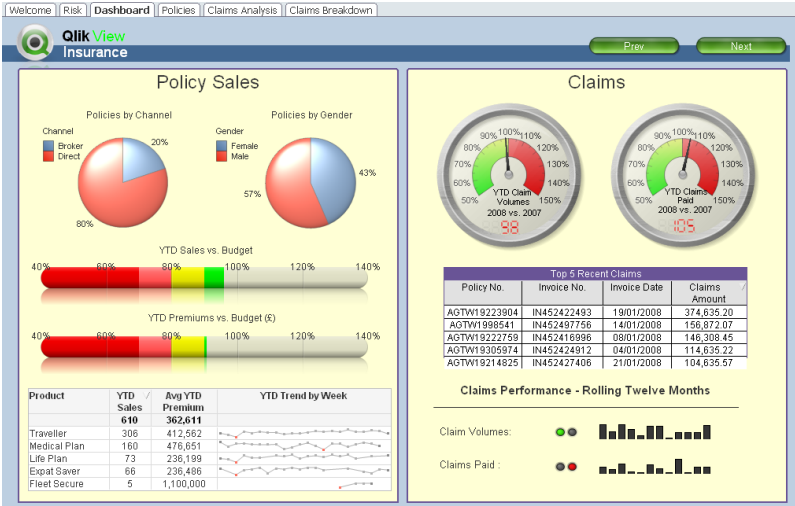 Welcome Risk Dashboard Policies Claims Analysis Claims Breakdown
Qlik View
Insurance
Prev Next
Policy Sales
Policies by Channel
Channel
Broker
Direct
20%
80%
Policies by Gender
Gender
Female
Male
43%
57%
YTD Sales vs. Budget
40% 60% 80% 100% 120% 140%
YTD Premiums vs. Budget (£)
40% 60% 80% 100% 120% 140%
Product YTD Sales Avg YTD Premium YTD Trend by Week
610 362,611
Traveller 306 412,562
Medical Plan 160 476,651
Life Plan 73 236,199
Expat Saver 66 236,486
Fleet Secure 5 1,100,000
Claims
50% 60% 70% 80% 90% 100% 110% 120% 130% 140% 150%
YTD Claim
Volumes
2008 vs. 2007
98
50% 60% 70% 80% 90% 100% 110% 120% 130% 140% 150%
YTD Claims
Paid
2008 vs. 2007
105
Top 5 Recent Claims
Policy No. Invoice No. Invoice Date Claims Amount
AGTW19223904 IN452422493 19/01/2008 374,635.20
AGTW1998541 IN452497756 14/01/2008 156,872.07
AGTW19222759 IN452416996 08/01/2008 146,308.45
AGTW19305974 IN452424912 04/01/2008 114,635.22
AGTW19214825 IN452427406 21/01/2008 104,635.57
Claims Performance - Rolling Twelve Months
Claim Volumes:
Claims Paid :